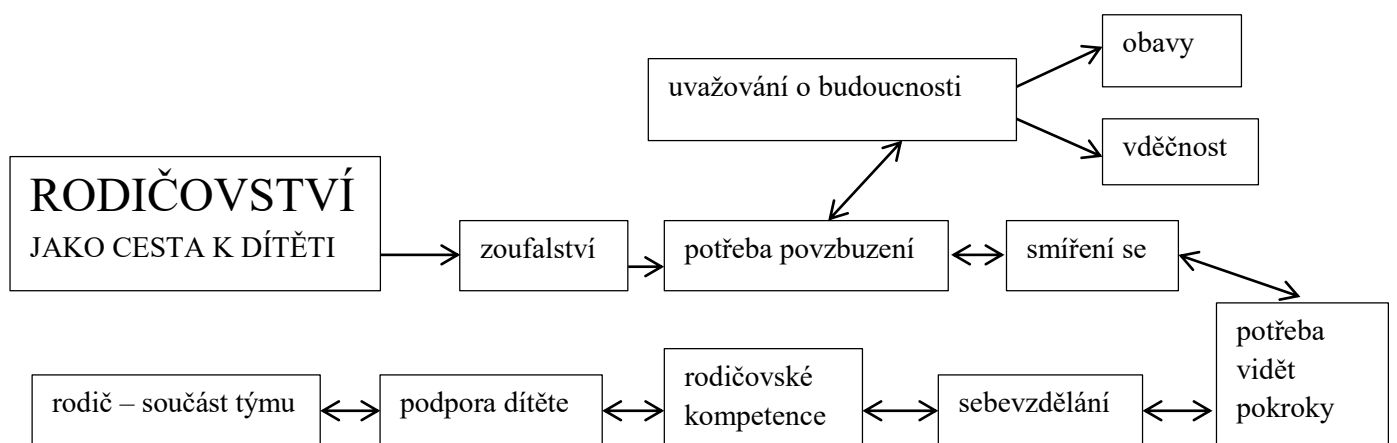 obavy
uvažování o budoucnosti
vděčnost
RODIČOVSTVÍ
JAKO CESTA K DÍTĚTI
zoufalství
potřeba povzbuzení
smíření se
potřeba
vidět
pokroky
rodič – součást týmu
podpora dítěte
rodičovské
kompetence
sebevzdělání